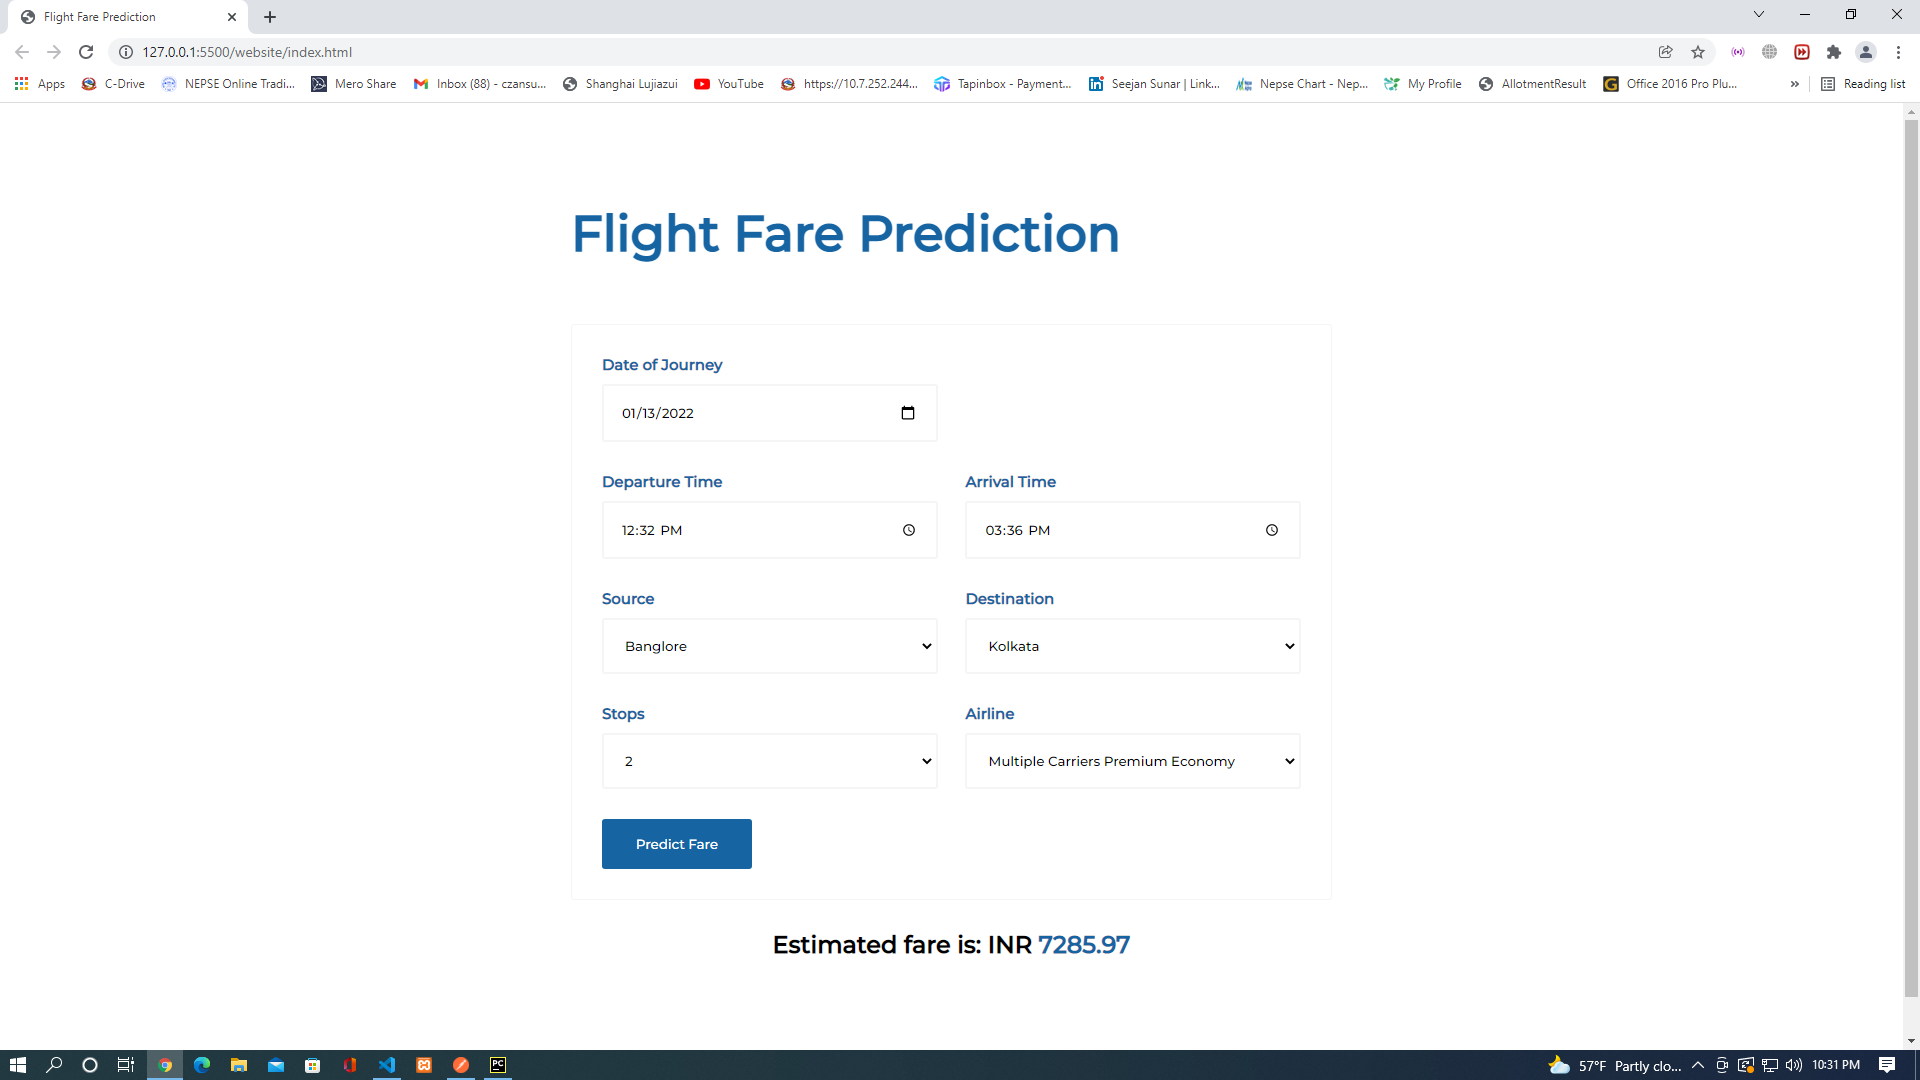 Flight Fare Prediction
127.0.0.1:5500/website/index.html
Apps C-Drive NEPSE Online Tradi... Mero Share Inbox (88) - czansu... Shanghai Lujiazui YouTube https://10.7.252.244... Tapinbox - Payment... Seejan Sunar | Link... Nepse Chart - Nep... My Profile AllotmentResult Office 2016 Pro Plu... » Reading list
Flight Fare Prediction
Date of Journey
01/13/2022
Departure Time Arrival Time
12:32 PM 03:36 PM
Source Destination
Banglore Kolkata
Stops Airline
2 Multiple Carriers Premium Economy
Predict Fare
Estimated fare is: INR 7285.97
57°F Partly clo... 10:31 PM